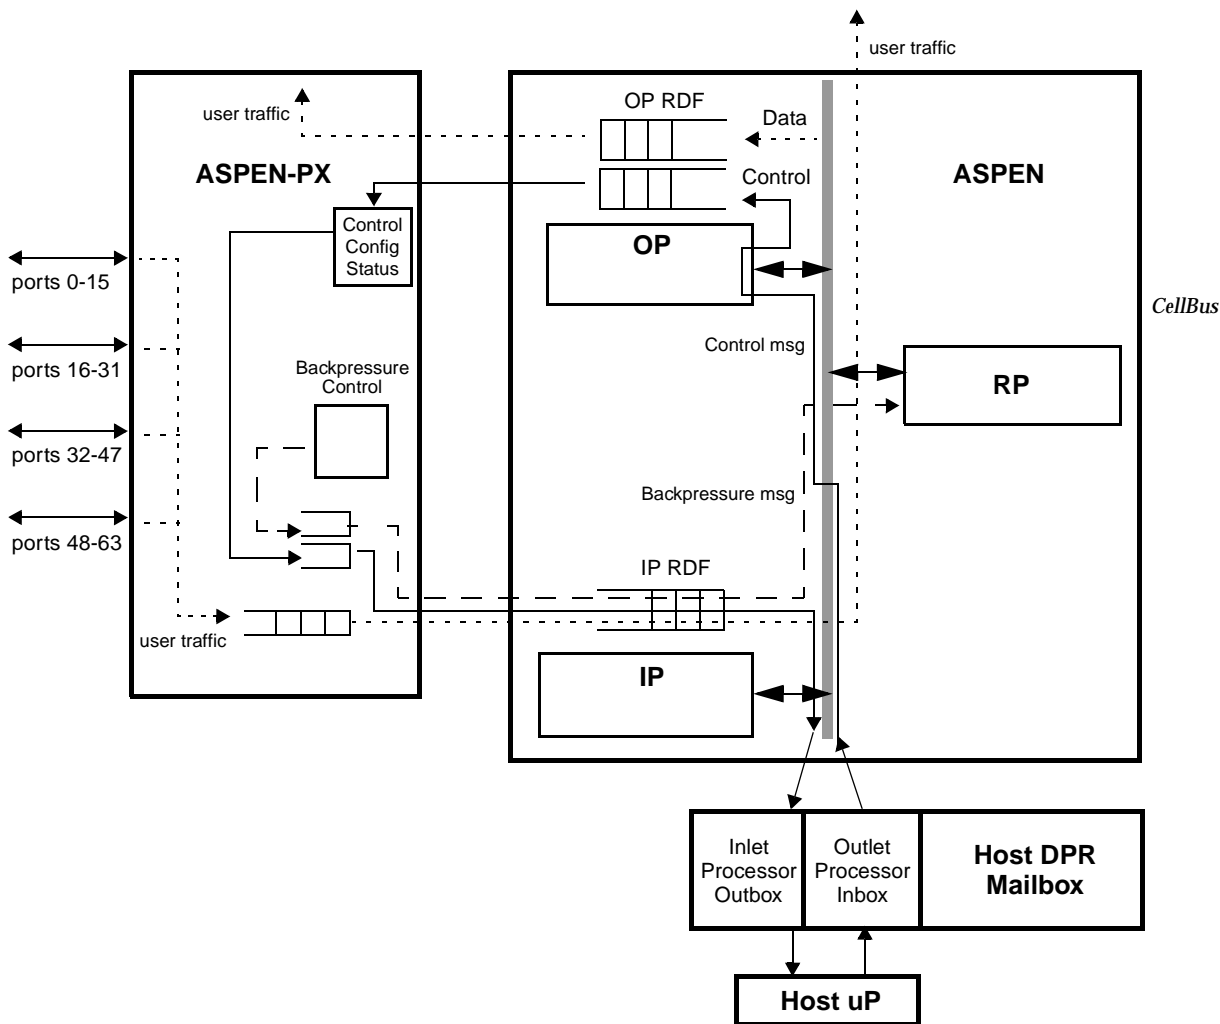 user traffic
OP RDF
user traffic
Data
ASPEN-PX
Control
ASPEN
Control
Config
Status
OP
ports 0-15
CellBus
Control msg
ports 16-31
Backpressure
Control
RP
ports 32-47
Backpressure msg
ports 48-63
IP RDF
user traffic
IP
Inlet
Processor
Outbox
Outlet
Processor
Inbox
Host DPR
Mailbox
Host uP